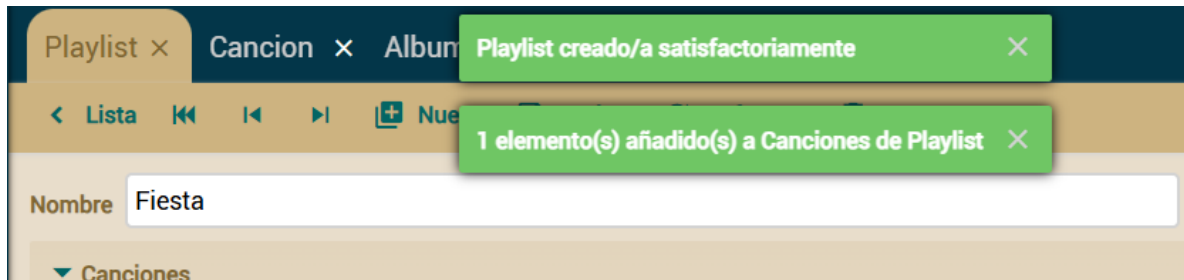 Playlist × Cancion × Album
Playlist creado/a satisfactoriamente ×
Lista Nue
1 elemento(s) añadido(s) a Canciones de Playlist ×
Nombre Fiesta
Canciones